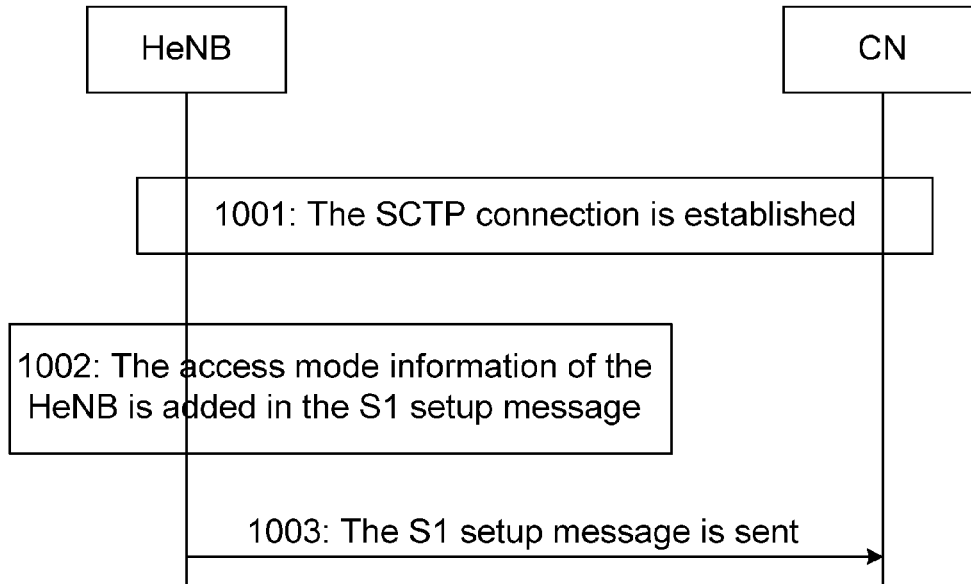 HeNB
CN
1001: The SCTP connection is established
1002: The access mode information of the
HeNB is added in the S1 setup message
1003: The S1 setup message is sent